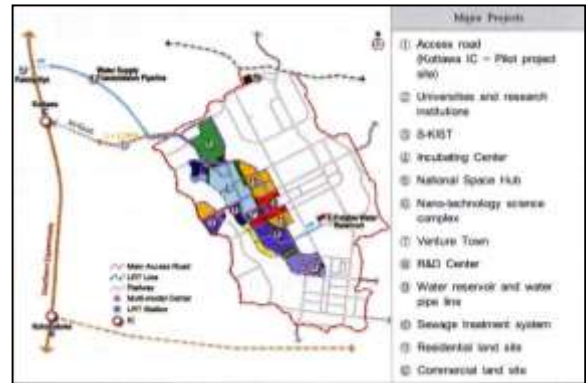 Major Projects
① Access road
(Kottawa IC - Pilot project
site)
② Universities and research
institutions
③ S-KIST
④ Incubating Center
⑤ National Space Hub
⑥ Nano-technology science
complex
⑦ Venture Town
⑧ R&D Center
⑨ Water reservoir and water
pipe line
⑩ Sewage treatment system
⑪ Residential land site
⑫ Commercial land site
Water Supply
Transmission Pipeline
Kottawa
IC
Main Access Road
LRT Line
Railway
Multi-modal Center
LRT Station
IC